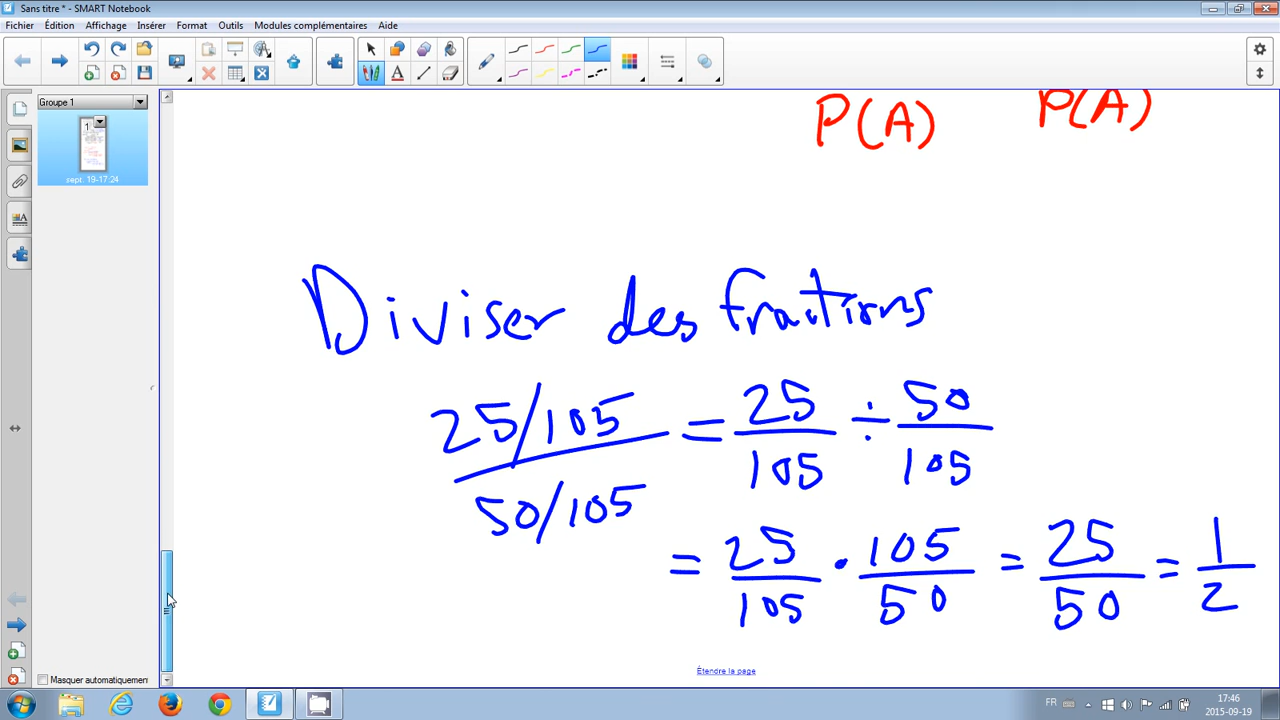 Sans titre * - SMART Notebook
Fichier Édition Affichage Insérer Format Outils Modules complémentaires Aide
Groupe 1
1
sept. 19-17:24
P(A) P(A)
Diviser des fractions
25/105 / 50/105 = 25/105 ÷ 50/105
= 25/105 · 105/50 = 25/50 = 1/2
Étendre la page
Masquer automatiquement
FR
17:46
2015-09-19